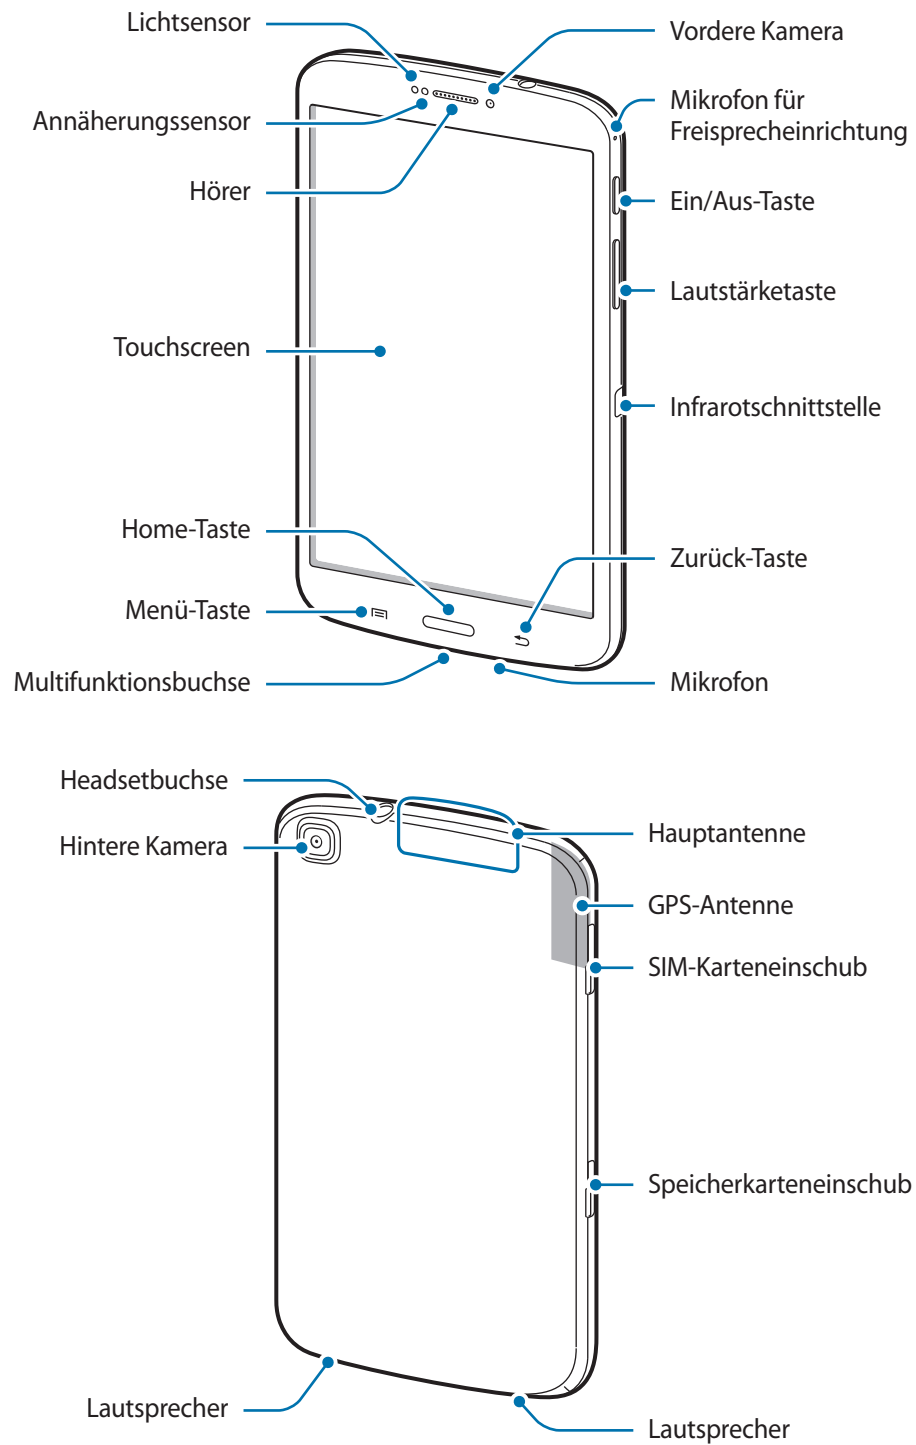 Lichtsensor
Annäherungssensor
Hörer
Touchscreen
Home-Taste
Menü-Taste
Multifunktionsbuchse
Vordere Kamera
Mikrofon für
Freisprecheinrichtung
Ein/Aus-Taste
Lautstärketaste
Infrarotschnittstelle
Zurück-Taste
Mikrofon
Headsetbuchse
Hintere Kamera
Lautsprecher
Hauptantenne
GPS-Antenne
SIM-Karteneinschub
Speicherkarteneinschub
Lautsprecher